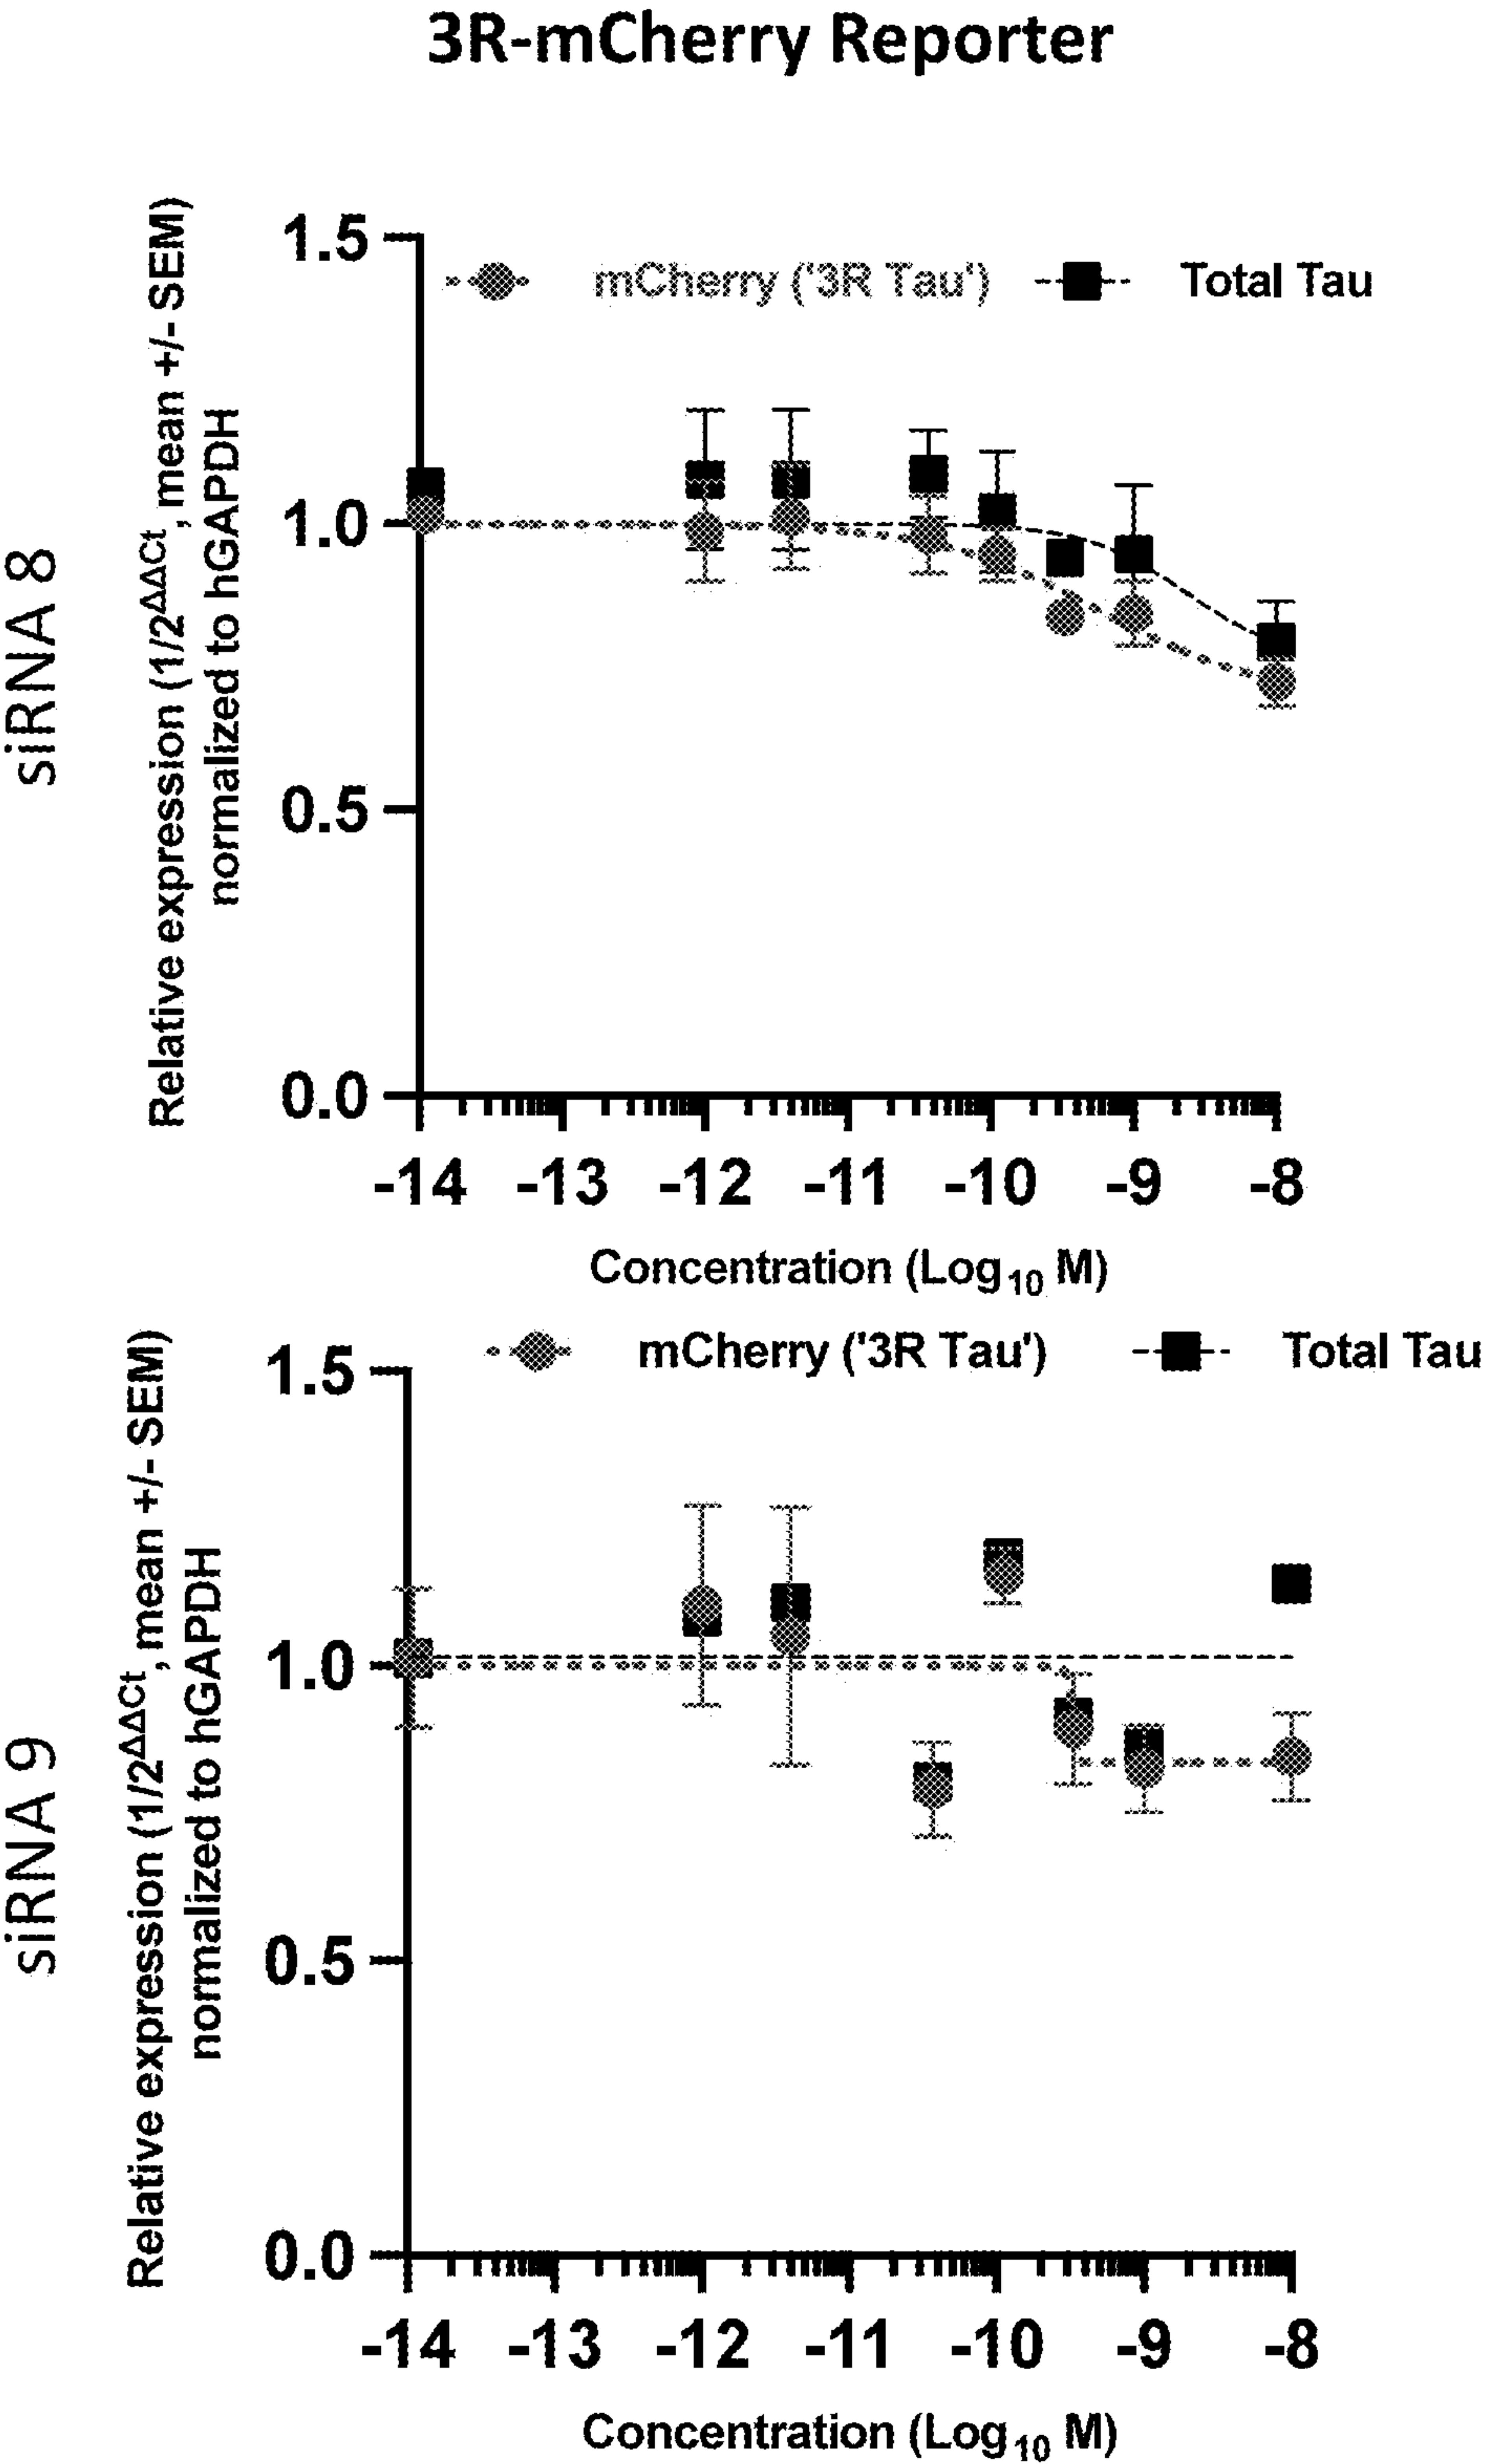 3R-mCherry Reporter
siRNA 8
Relative expression (1/2^ΔΔCt, mean +/- SEM)
normalized to hGAPDH
mCherry ('3R Tau')
Total Tau
1.5
1.0
0.5
0.0
-14 -13 -12 -11 -10 -9 -8
Concentration (Log10 M)
siRNA 9
Relative expression (1/2^ΔΔCt, mean +/- SEM)
normalized to hGAPDH
mCherry ('3R Tau')
Total Tau
1.5
1.0
0.5
0.0
-14 -13 -12 -11 -10 -9 -8
Concentration (Log10 M)